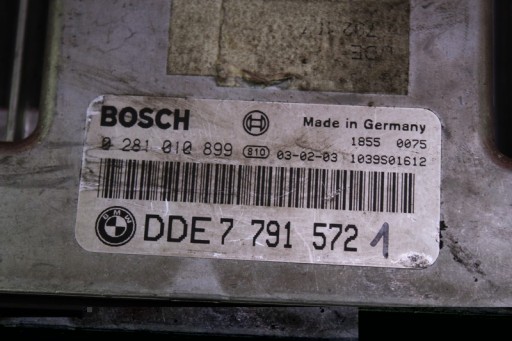 BOSCH Made in Germany
1855 0075
0 281 010 899 810 03-02-03 1039S01612
BMW DDE 7 791 572 1